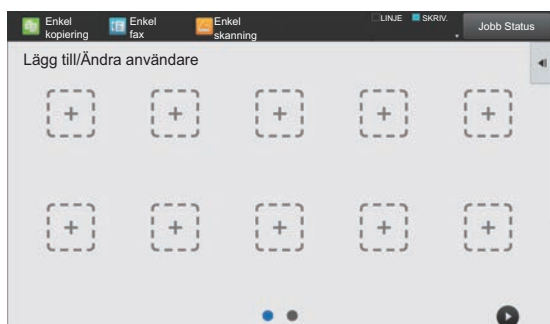 Enkel kopiering
Enkel fax
Enkel skanning
LINJE
SKRIV.
Jobb Status
Lägg till/Ändra användare